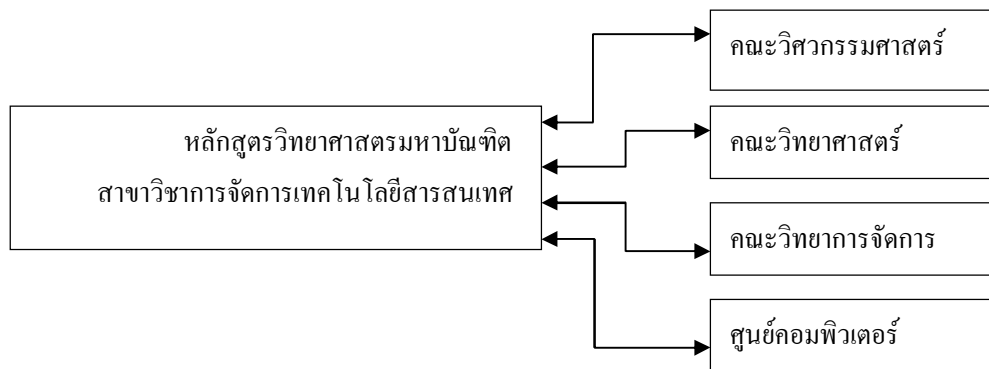 คณะวิศวกรรมศาสตร์
หลักสูตรวิทยาศาสตรมหาบัณฑิต
สาขาวิชาการจัดการเทคโนโลยีสารสนเทศ
คณะวิทยาศาสตร์
คณะวิทยาการจัดการ
ศูนย์คอมพิวเตอร์